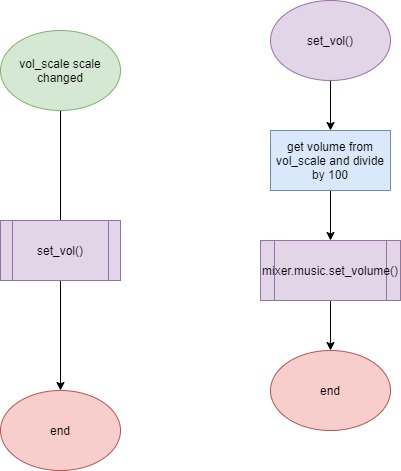 vol_scale scale
changed
set_vol()
end
set_vol()
get volume from
vol_scale and divide
by 100
mixer.music.set_volume()
end